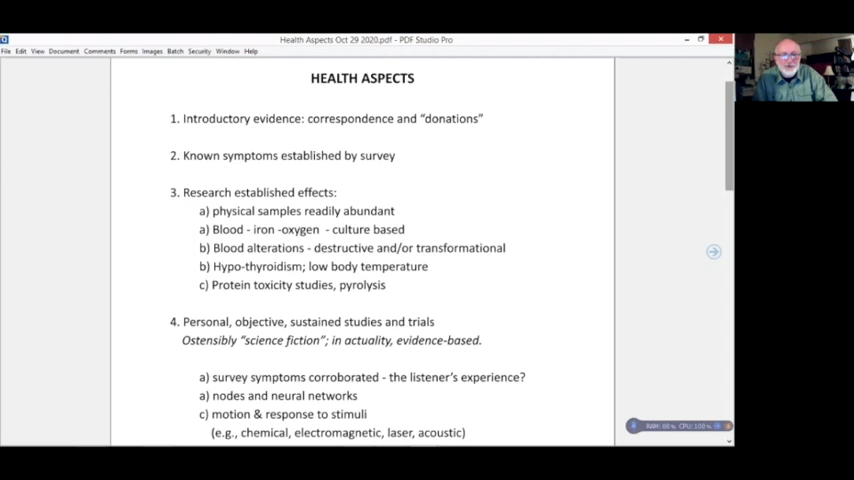 Health Aspects Oct 29 2020.pdf - PDF Studio Pro
File Edit View Document Comments Forms Images Batch Security Window Help
HEALTH ASPECTS
1. Introductory evidence: correspondence and “donations”
2. Known symptoms established by survey
3. Research established effects:
a) physical samples readily abundant
a) Blood - iron -oxygen - culture based
b) Blood alterations - destructive and/or transformational
b) Hypo-thyroidism; low body temperature
c) Protein toxicity studies, pyrolysis
4. Personal, objective, sustained studies and trials
Ostensibly “science fiction”; in actuality, evidence-based.
a) survey symptoms corroborated - the listener’s experience?
a) nodes and neural networks
c) motion & response to stimuli
(e.g., chemical, electromagnetic, laser, acoustic)
CPU: 100%